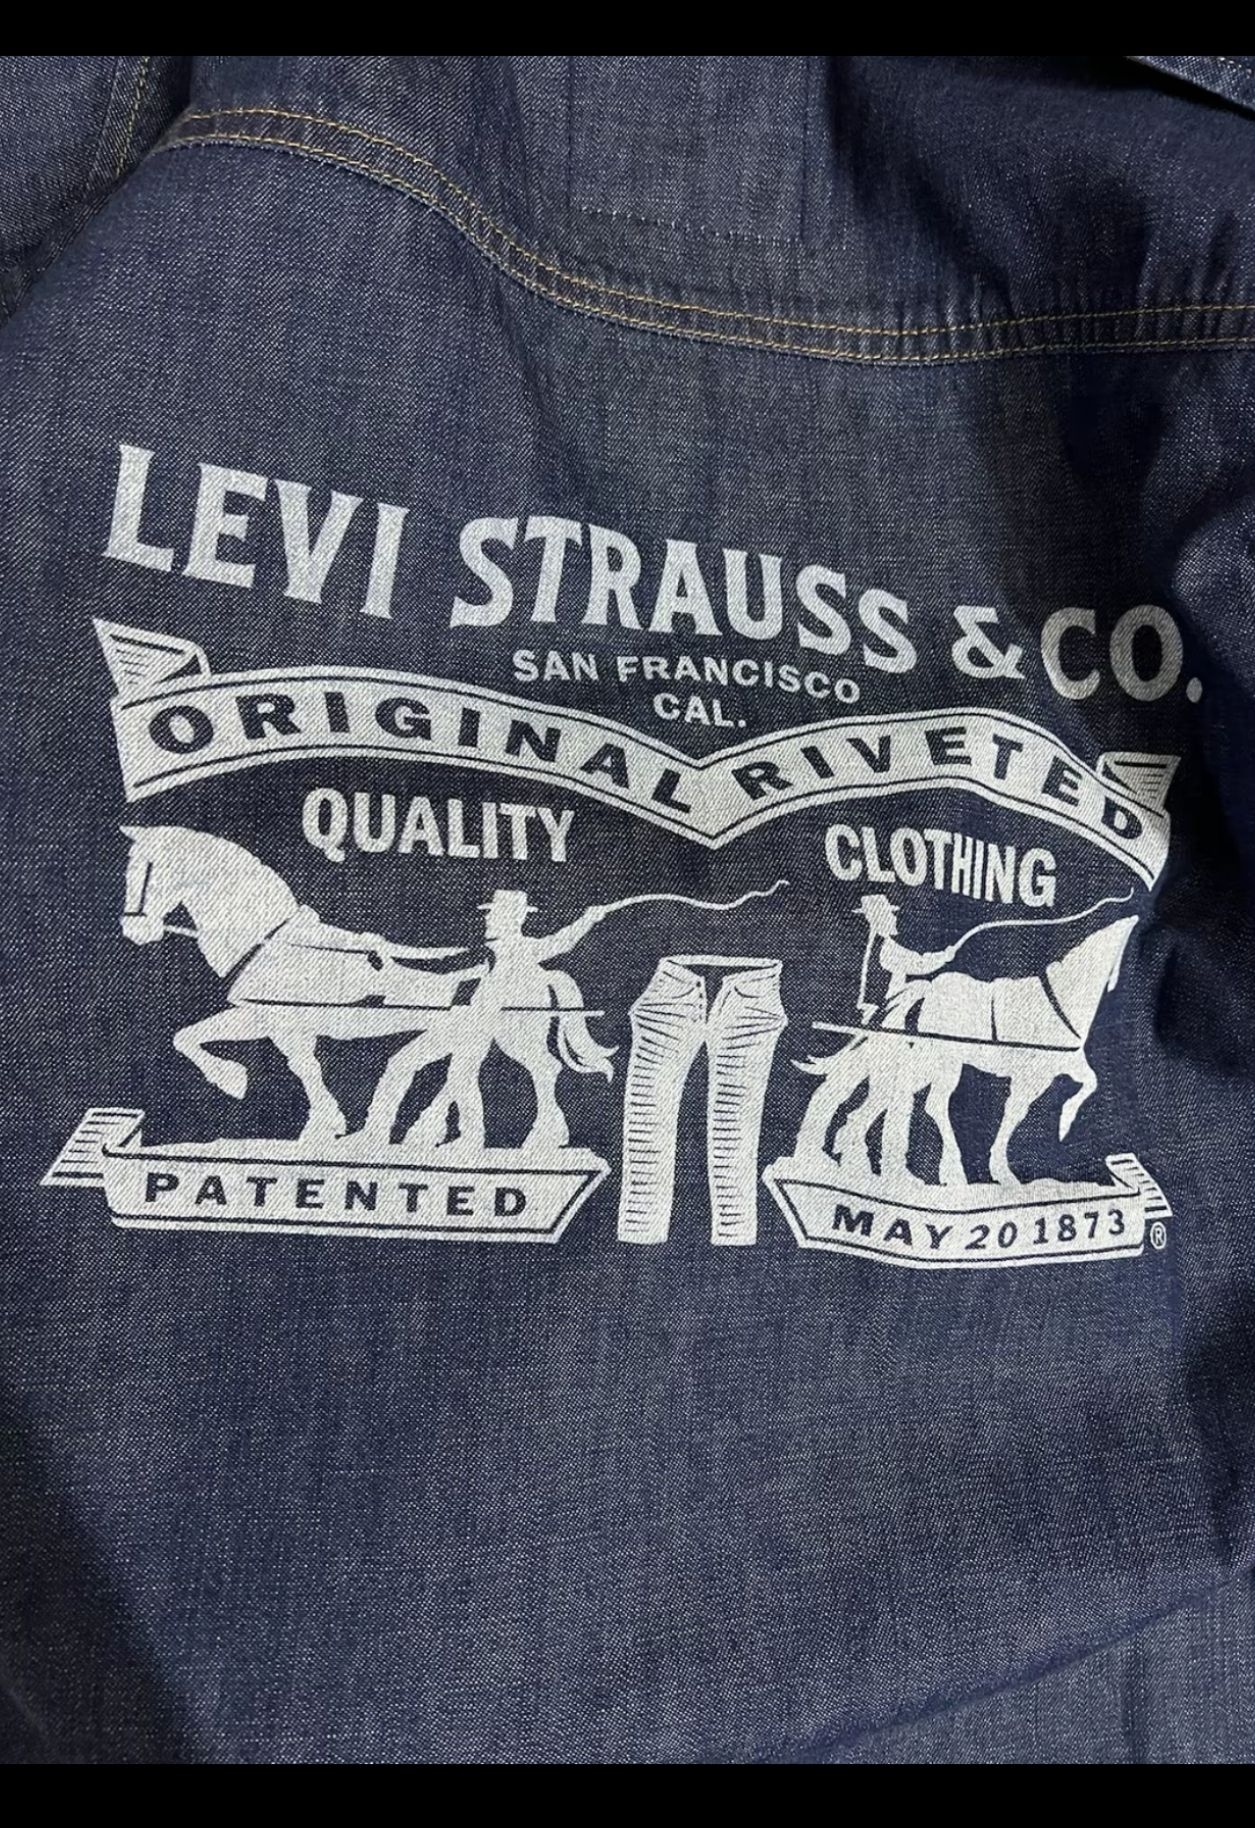 LEVI STRAUSS & CO.
SAN FRANCISCO
CAL.
ORIGINAL RIVETED
QUALITY CLOTHING
PATENTED
MAY 20 1873 ®